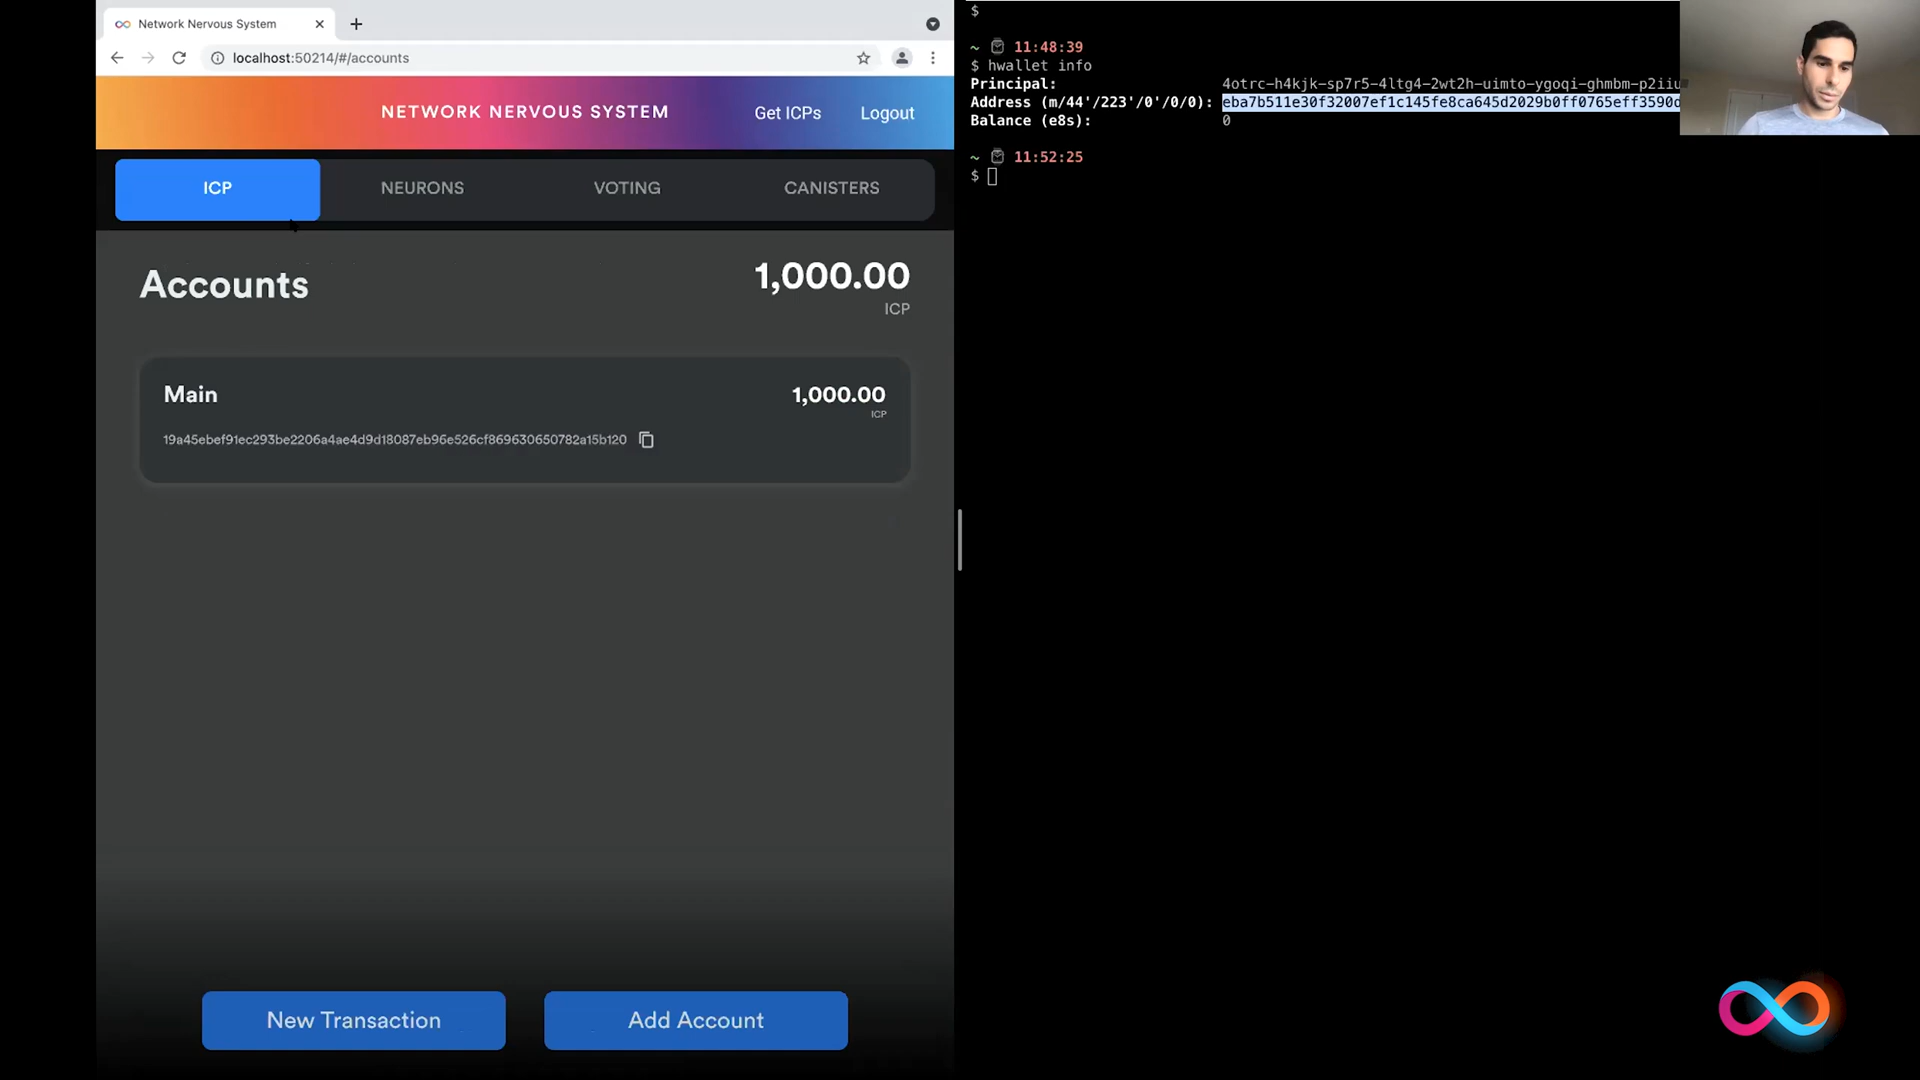 Network Nervous System
localhost:50214/#/accounts
NETWORK NERVOUS SYSTEM
Get ICPs
Logout
ICP
NEURONS
VOTING
CANISTERS
Accounts
1,000.00
ICP
Main
1,000.00
ICP
19a45ebef91ec293be2206a4ae4d9d18087eb96e526cf869630650782a15b120
New Transaction
Add Account
$
~ 11:48:39
$ hwallet info
Principal: 4otrc-h4kjk-sp7r5-4ltg4-2wt2h-uimto-ygoqi-ghmbm-p2iiu
Address (m/44'/223'/0'/0/0): eba7b511e30f32007ef1c145fe8ca645d2029b0ff0765eff3590c
Balance (e8s): 0
~ 11:52:25
$